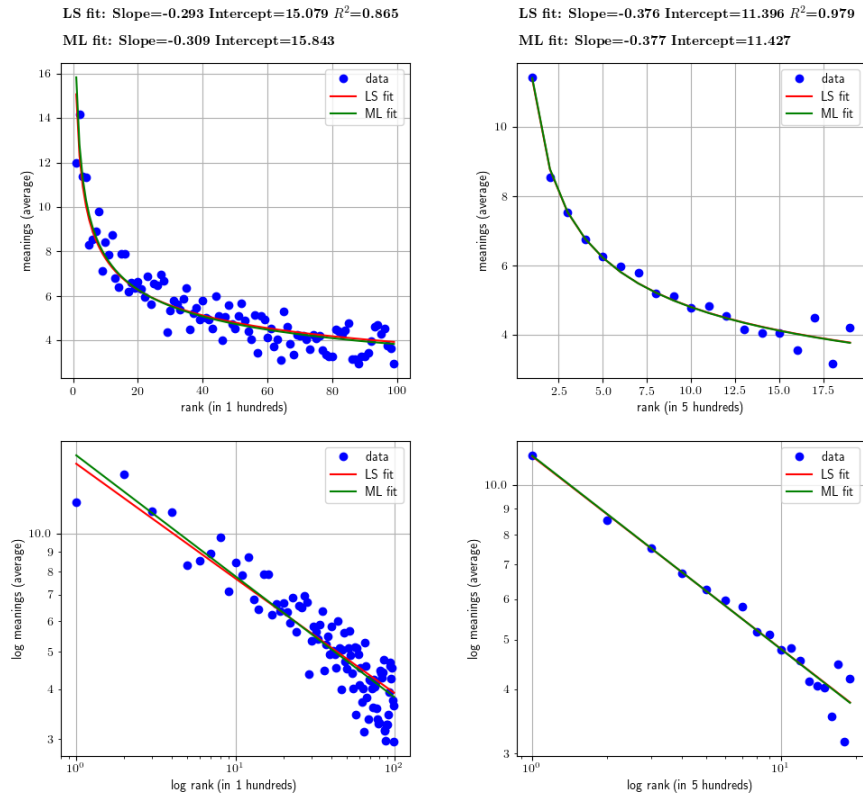 LS fit: Slope=-0.293 Intercept=15.079 R²=0.865
ML fit: Slope=-0.309 Intercept=15.843
16
14
12
10
8
6
4
meanings (average)
data
LS fit
ML fit
0
20
40
60
80
100
rank (in 1 hundreds)
LS fit: Slope=-0.376 Intercept=11.396 R²=0.979
ML fit: Slope=-0.377 Intercept=11.427
10
8
6
4
meanings (average)
data
LS fit
ML fit
2.5
5.0
7.5
10.0
12.5
15.0
17.5
rank (in 5 hundreds)
10.0
9
8
7
6
5
4
3
log meanings (average)
data
LS fit
ML fit
10⁰
10¹
10²
log rank (in 1 hundreds)
10.0
9
8
7
6
5
4
3
log meanings (average)
data
LS fit
ML fit
10⁰
10¹
log rank (in 5 hundreds)